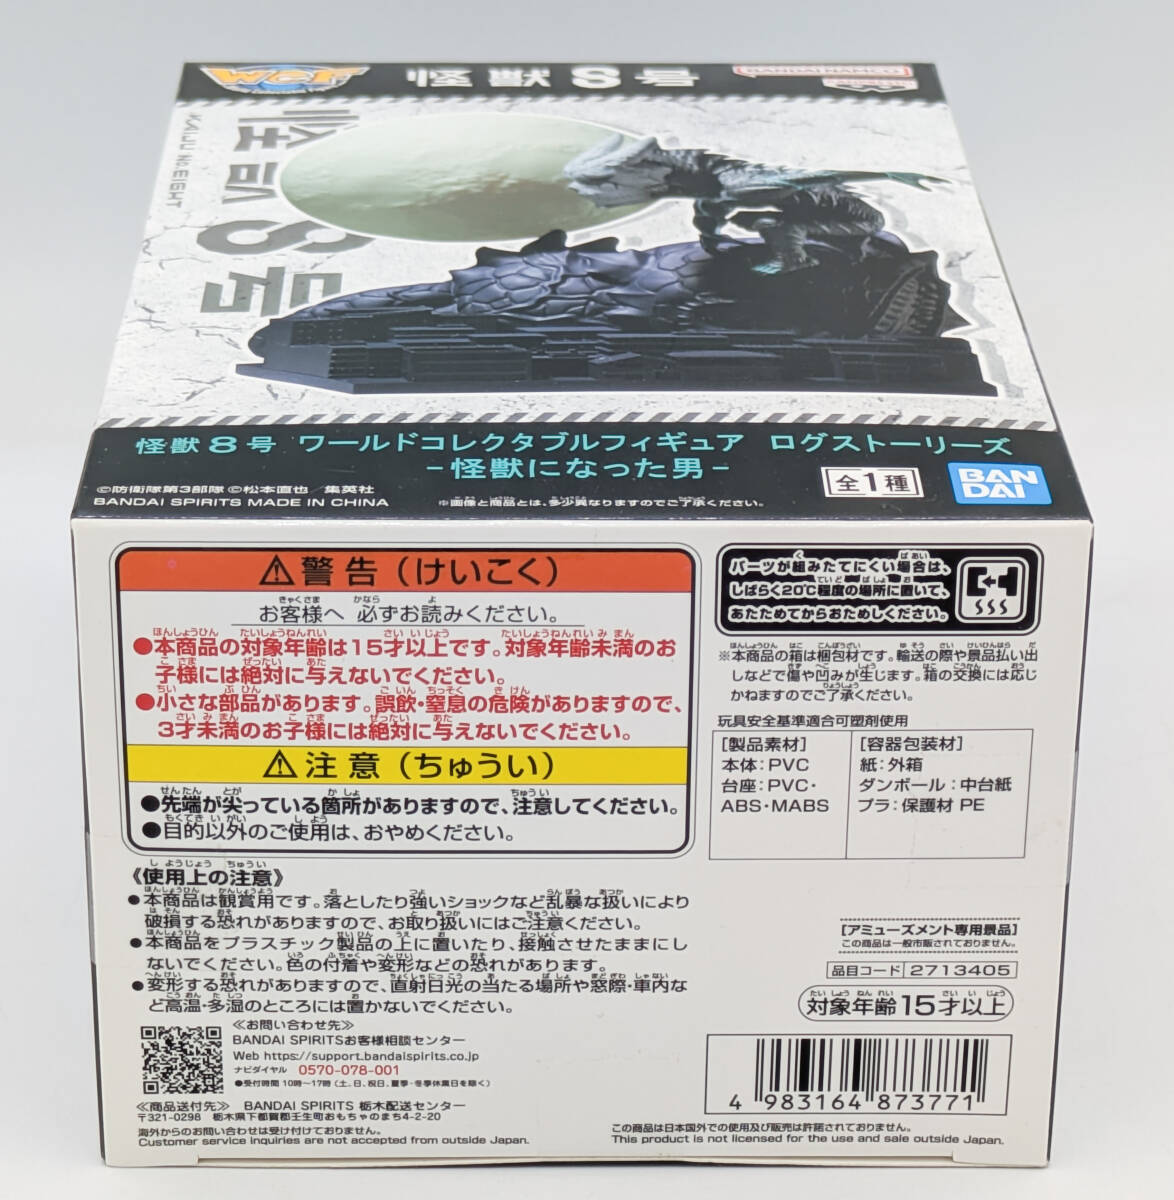 WCF
怪獣8号
BANDAI NAMCO
怪獣8号
KAIJU No.EIGHT
怪獣8号 ワールドコレクタブルフィギュア ログストーリーズ
-怪獣になった男-
全1種
BAN
DAI
©防衛隊第3部隊 ©松本直也／集英社
BANDAI SPIRITS MADE IN CHINA
※画像と商品とは、多少異なりますのでご了承ください。
⚠警告（けいこく）
お客様へ 必ずお読みください。
●本商品の対象年齢は15才以上です。対象年齢未満のお
子様には絶対に与えないでください。
●小さな部品があります。誤飲・窒息の危険がありますので、
3才未満のお子様には絶対に与えないでください。
⚠注意（ちゅうい）
●先端が尖っている箇所がありますので、注意してください。
●目的以外のご使用は、おやめください。
《使用上の注意》
●本商品は観賞用です。落としたり強いショックなど乱暴な扱いにより
破損する恐れがありますので、お取り扱いにはご注意ください。
●本商品をプラスチック製品の上に置いたり、接触させたままにし
ないでください。色の付着や変形などの恐れがあります。
●変形する恐れがありますので、直射日光の当たる場所や窓際・車内な
ど高温・多湿のところには置かないでください。
≪お問い合わせ先≫
BANDAI SPIRITSお客様相談センター
Web https://support.bandaispirits.co.jp
ナビダイヤル 0570-078-001
●受付時間 10時～17時（土、日、祝日、夏季・冬季休業日を除く）
≪商品送付先≫ BANDAI SPIRITS 栃木配送センター
〒321-0298 栃木県下都賀郡壬生町おもちゃのまち4-2-20
海外からのお問い合わせは受け付けておりません。
Customer service inquiries are not accepted from outside Japan.
パーツが組みたてにくい場合は、
しばらく20℃程度の場所に置いて、
あたためてからおためしください。
※本商品の箱は梱包材です。輸送の際や景品払い出
しなどで傷や凹みが生じます。箱の交換には応じ
かねますのでご了承ください。
玩具安全基準適合可塑剤使用
[製品素材]
本体：PVC
台座：PVC・
ABS・MABS
[容器包装材]
紙：外箱
ダンボール：中台紙
プラ：保護材 PE
[アミューズメント専用景品]
この商品は一般市販されておりません。
品目コード 2713405
対象年齢15才以上
4 983164 873771
この商品は日本国外での使用及び販売は許諾されておりません。
This product is not licensed for the use and sale outside Japan.